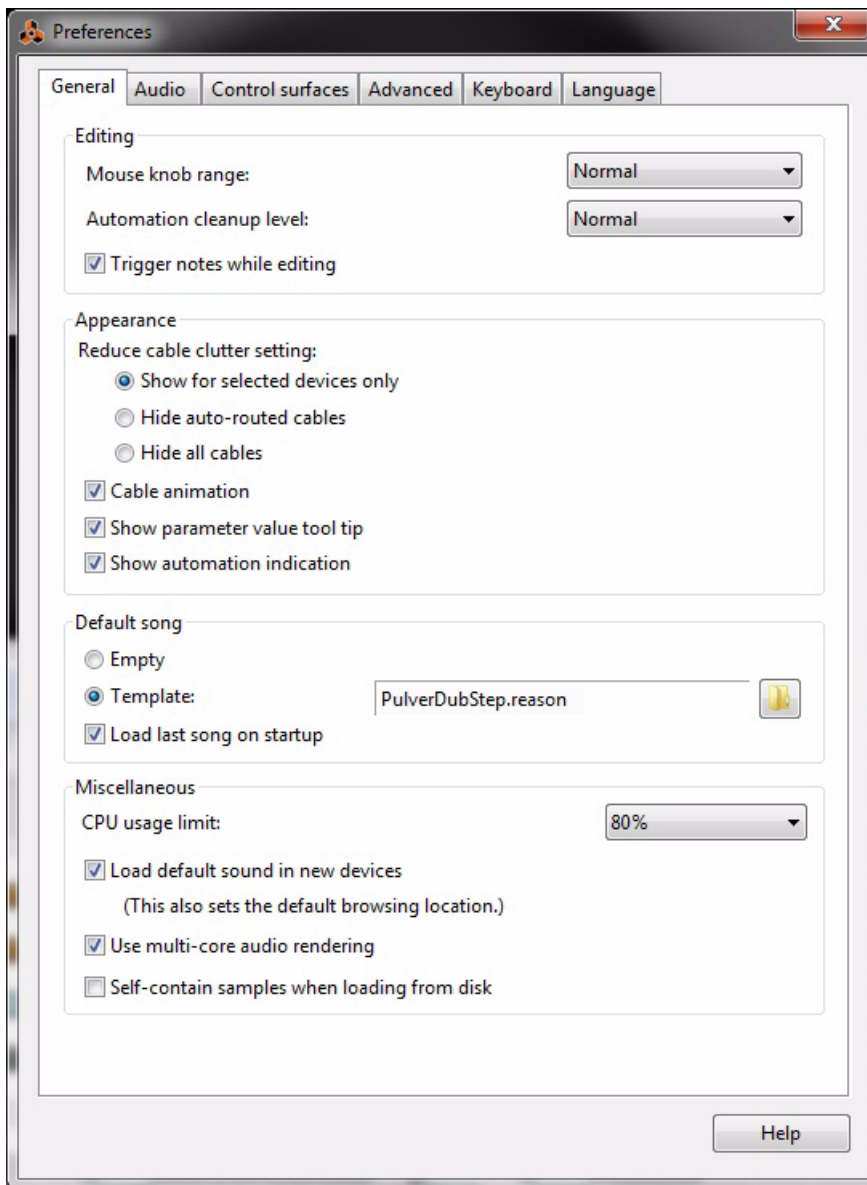 Preferences
General Audio Control surfaces Advanced Keyboard Language
Editing
Mouse knob range: Normal
Automation cleanup level: Normal
Trigger notes while editing
Appearance
Reduce cable clutter setting:
Show for selected devices only
Hide auto-routed cables
Hide all cables
Cable animation
Show parameter value tool tip
Show automation indication
Default song
Empty
Template: PulverDubStep.reason
Load last song on startup
Miscellaneous
CPU usage limit: 80%
Load default sound in new devices
(This also sets the default browsing location.)
Use multi-core audio rendering
Self-contain samples when loading from disk
Help